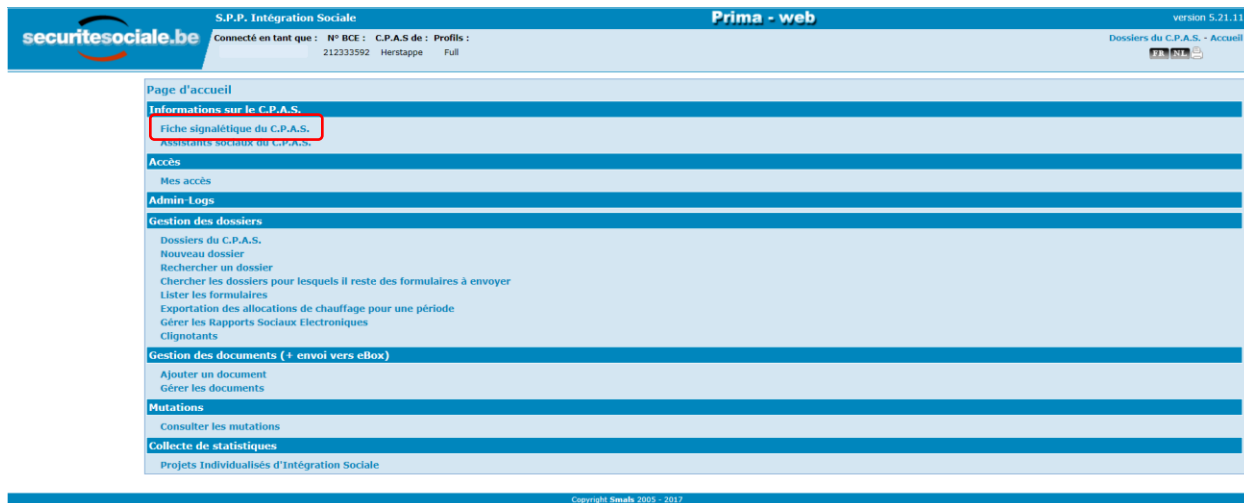 S.P.P. Intégration Sociale
Prima - web
version 5.21.11
securitesociale.be
Connecté en tant que : N° BCE : C.P.A.S de : Profils :
212333592 Herstappe Full
Dossiers du C.P.A.S. - Accueil
FR NL
Page d'accueil
Informations sur le C.P.A.S.
Fiche signalétique du C.P.A.S.
Assistants sociaux du C.P.A.S.
Accès
Mes accès
Admin-Logs
Gestion des dossiers
Dossiers du C.P.A.S.
Nouveau dossier
Rechercher un dossier
Chercher les dossiers pour lesquels il reste des formulaires à envoyer
Lister les formulaires
Exportation des allocations de chauffage pour une période
Gérer les Rapports Sociaux Electroniques
Clignotants
Gestion des documents (+ envoi vers eBox)
Ajouter un document
Gérer les documents
Mutations
Consulter les mutations
Collecte de statistiques
Projets Individualisés d'Intégration Sociale
Copyright Smals 2005 - 2017